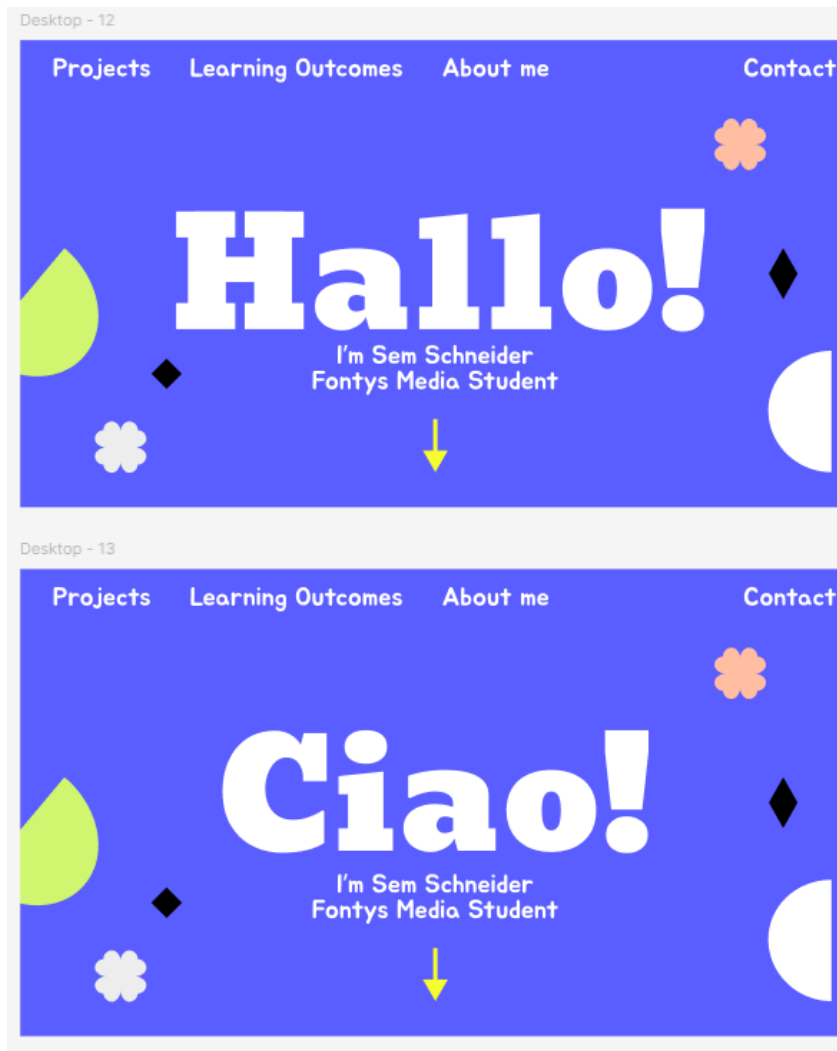 Desktop - 12
Projects Learning Outcomes About me Contact
Hallo!
I'm Sem Schneider
Fontys Media Student
Desktop - 13
Projects Learning Outcomes About me Contact
Ciao!
I'm Sem Schneider
Fontys Media Student